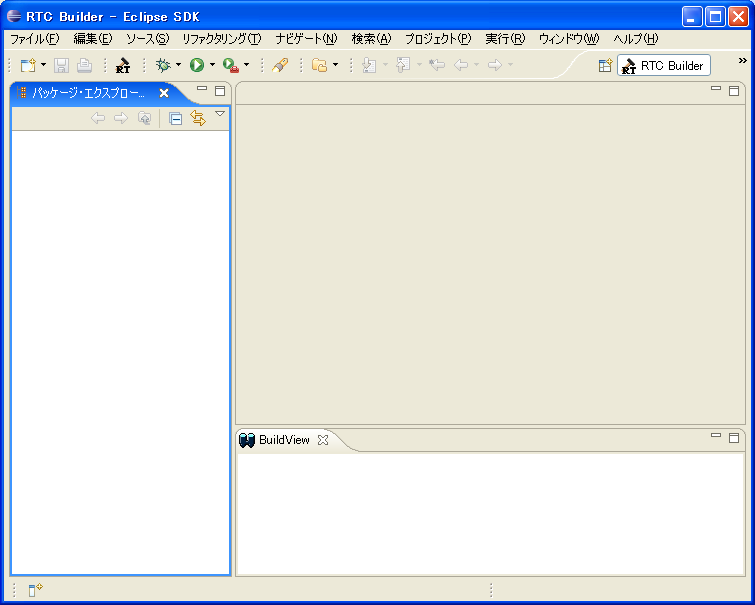 RTC Builder - Eclipse SDK
ファイル(F) 編集(E) ソース(S) リファクタリング(T) ナビゲート(N) 検索(A) プロジェクト(P) 実行(R) ウィンドウ(W) ヘルプ(H)
RT RT RTC Builder »
パッケージ・エクスプロー...
BuildView